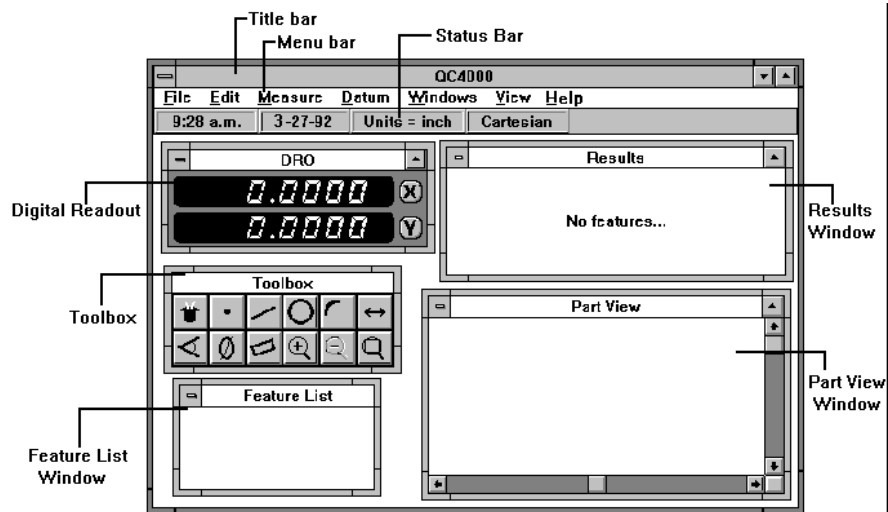 Title bar
Menu bar
Status Bar
QC4000
File Edit Measure Datum Windows View Help
9:28 a.m. 3-27-92 Units = inch Cartesian
DRO
0.0000 X
0.0000 Y
Digital Readout
Results
No features...
Results
Window
Toolbox
Toolbox
Part View
Part View
Window
Feature List
Feature List
Window